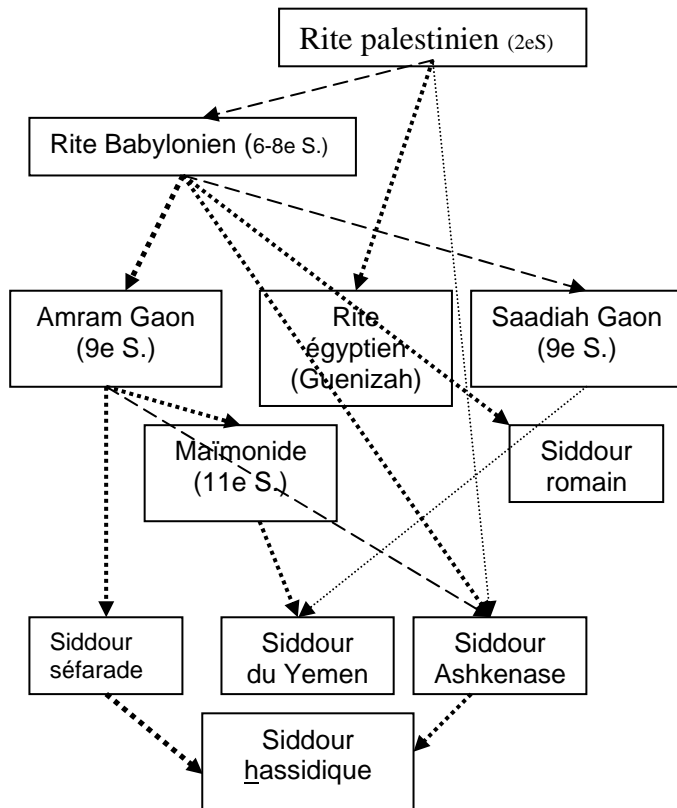 Rite palestinien (2eS)
Rite Babylonien (6-8e S.)
Amram Gaon
(9e S.)
Rite
égyptien
(Guenizah)
Saadiah Gaon
(9e S.)
Maïmonide
(11e S.)
Siddour
romain
Siddour
séfarade
Siddour
du Yemen
Siddour
Ashkenase
Siddour
hassidique